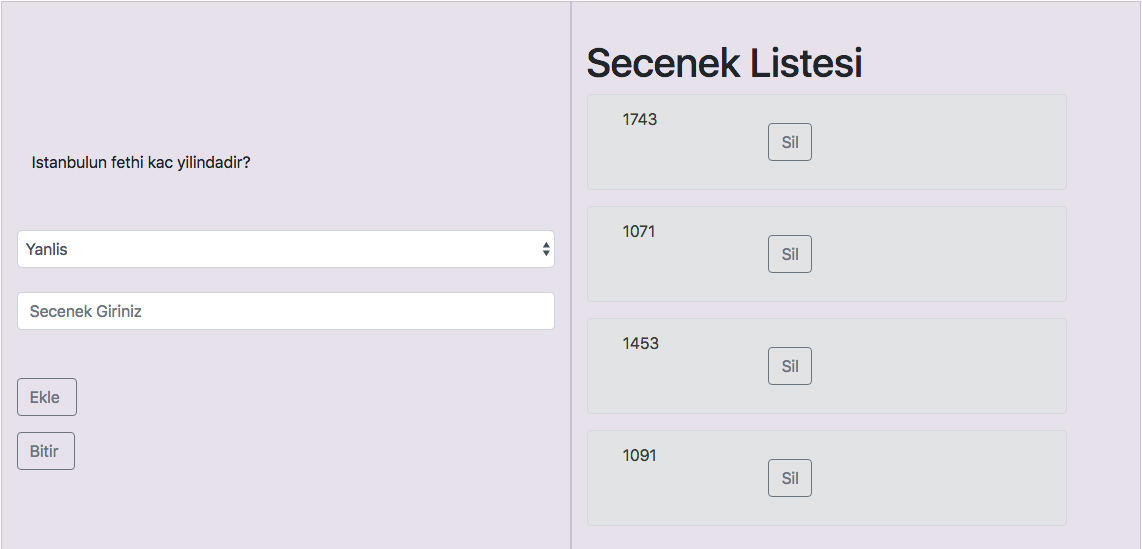 Istanbulun fethi kac yilindadir?
Yanlis
Secenek Giriniz
Ekle
Bitir
Secenek Listesi
1743
Sil
1071
Sil
1453
Sil
1091
Sil